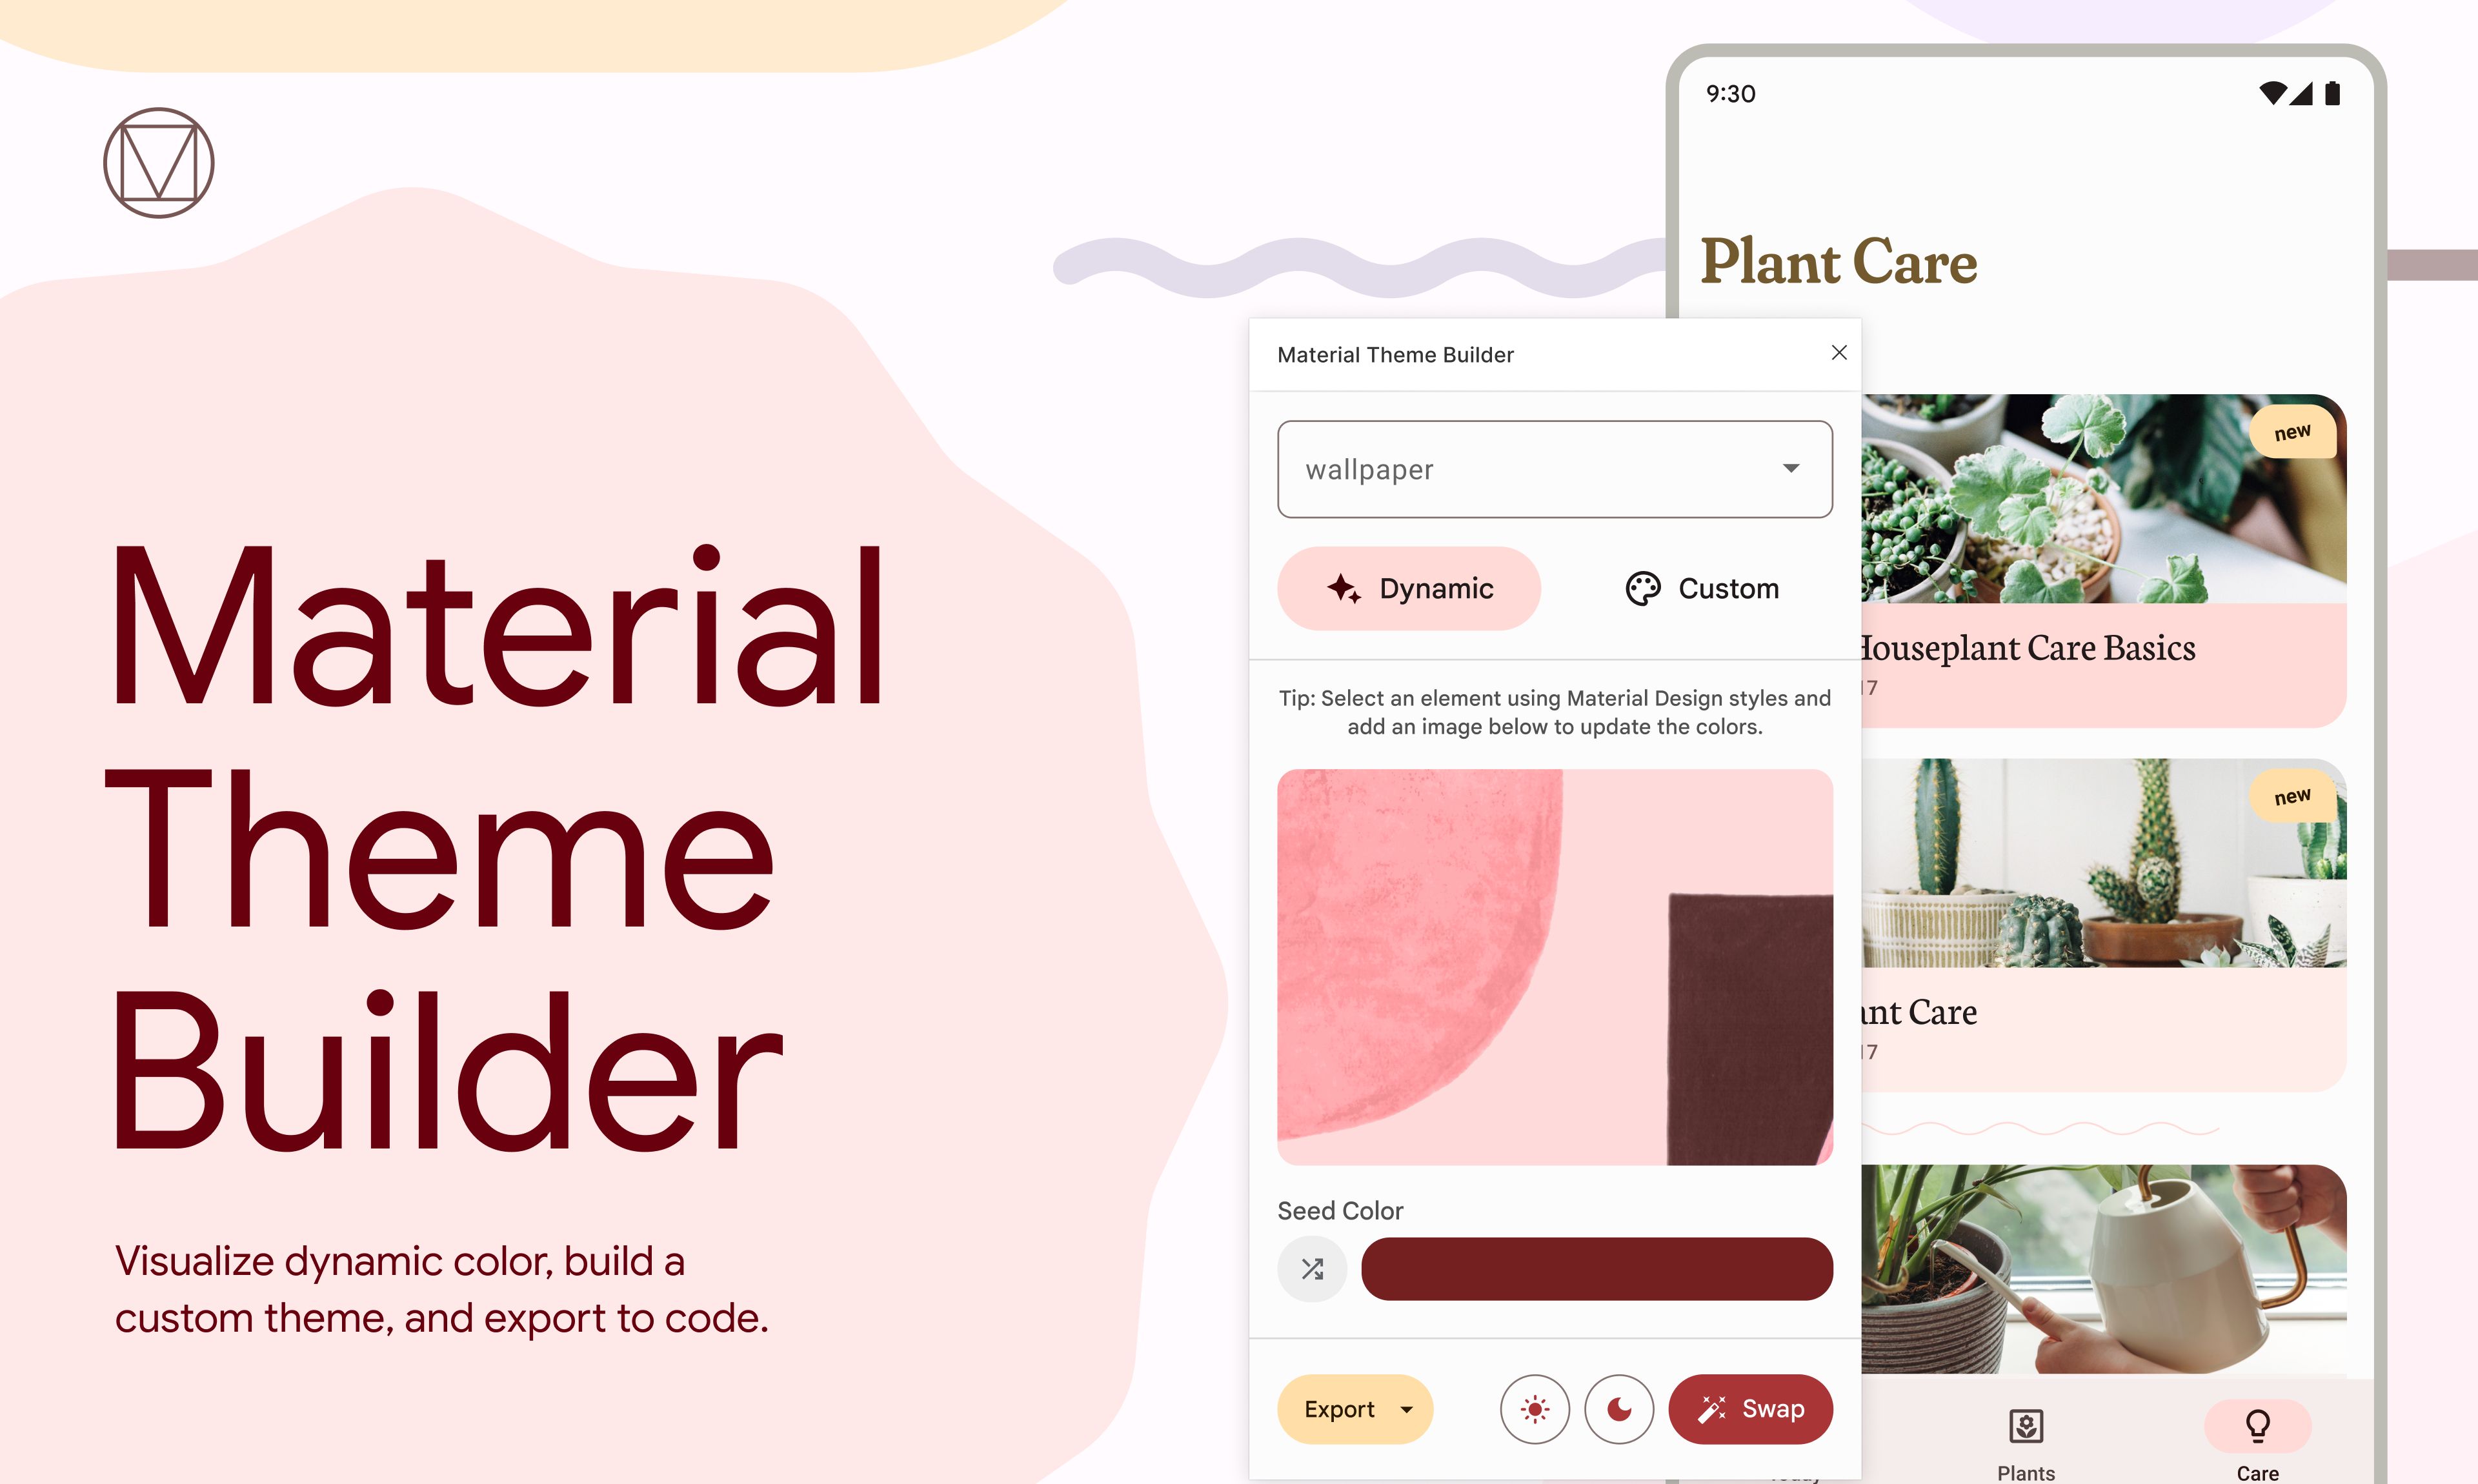 Material
Theme
Builder
Visualize dynamic color, build a
custom theme, and export to code.
Material Theme Builder
wallpaper
Dynamic
Custom
Tip: Select an element using Material Design styles and
add an image below to update the colors.
Seed Color
Export
Swap
9:30
Plant Care
new
Houseplant Care Basics
17
new
Care
17
Plants
Care